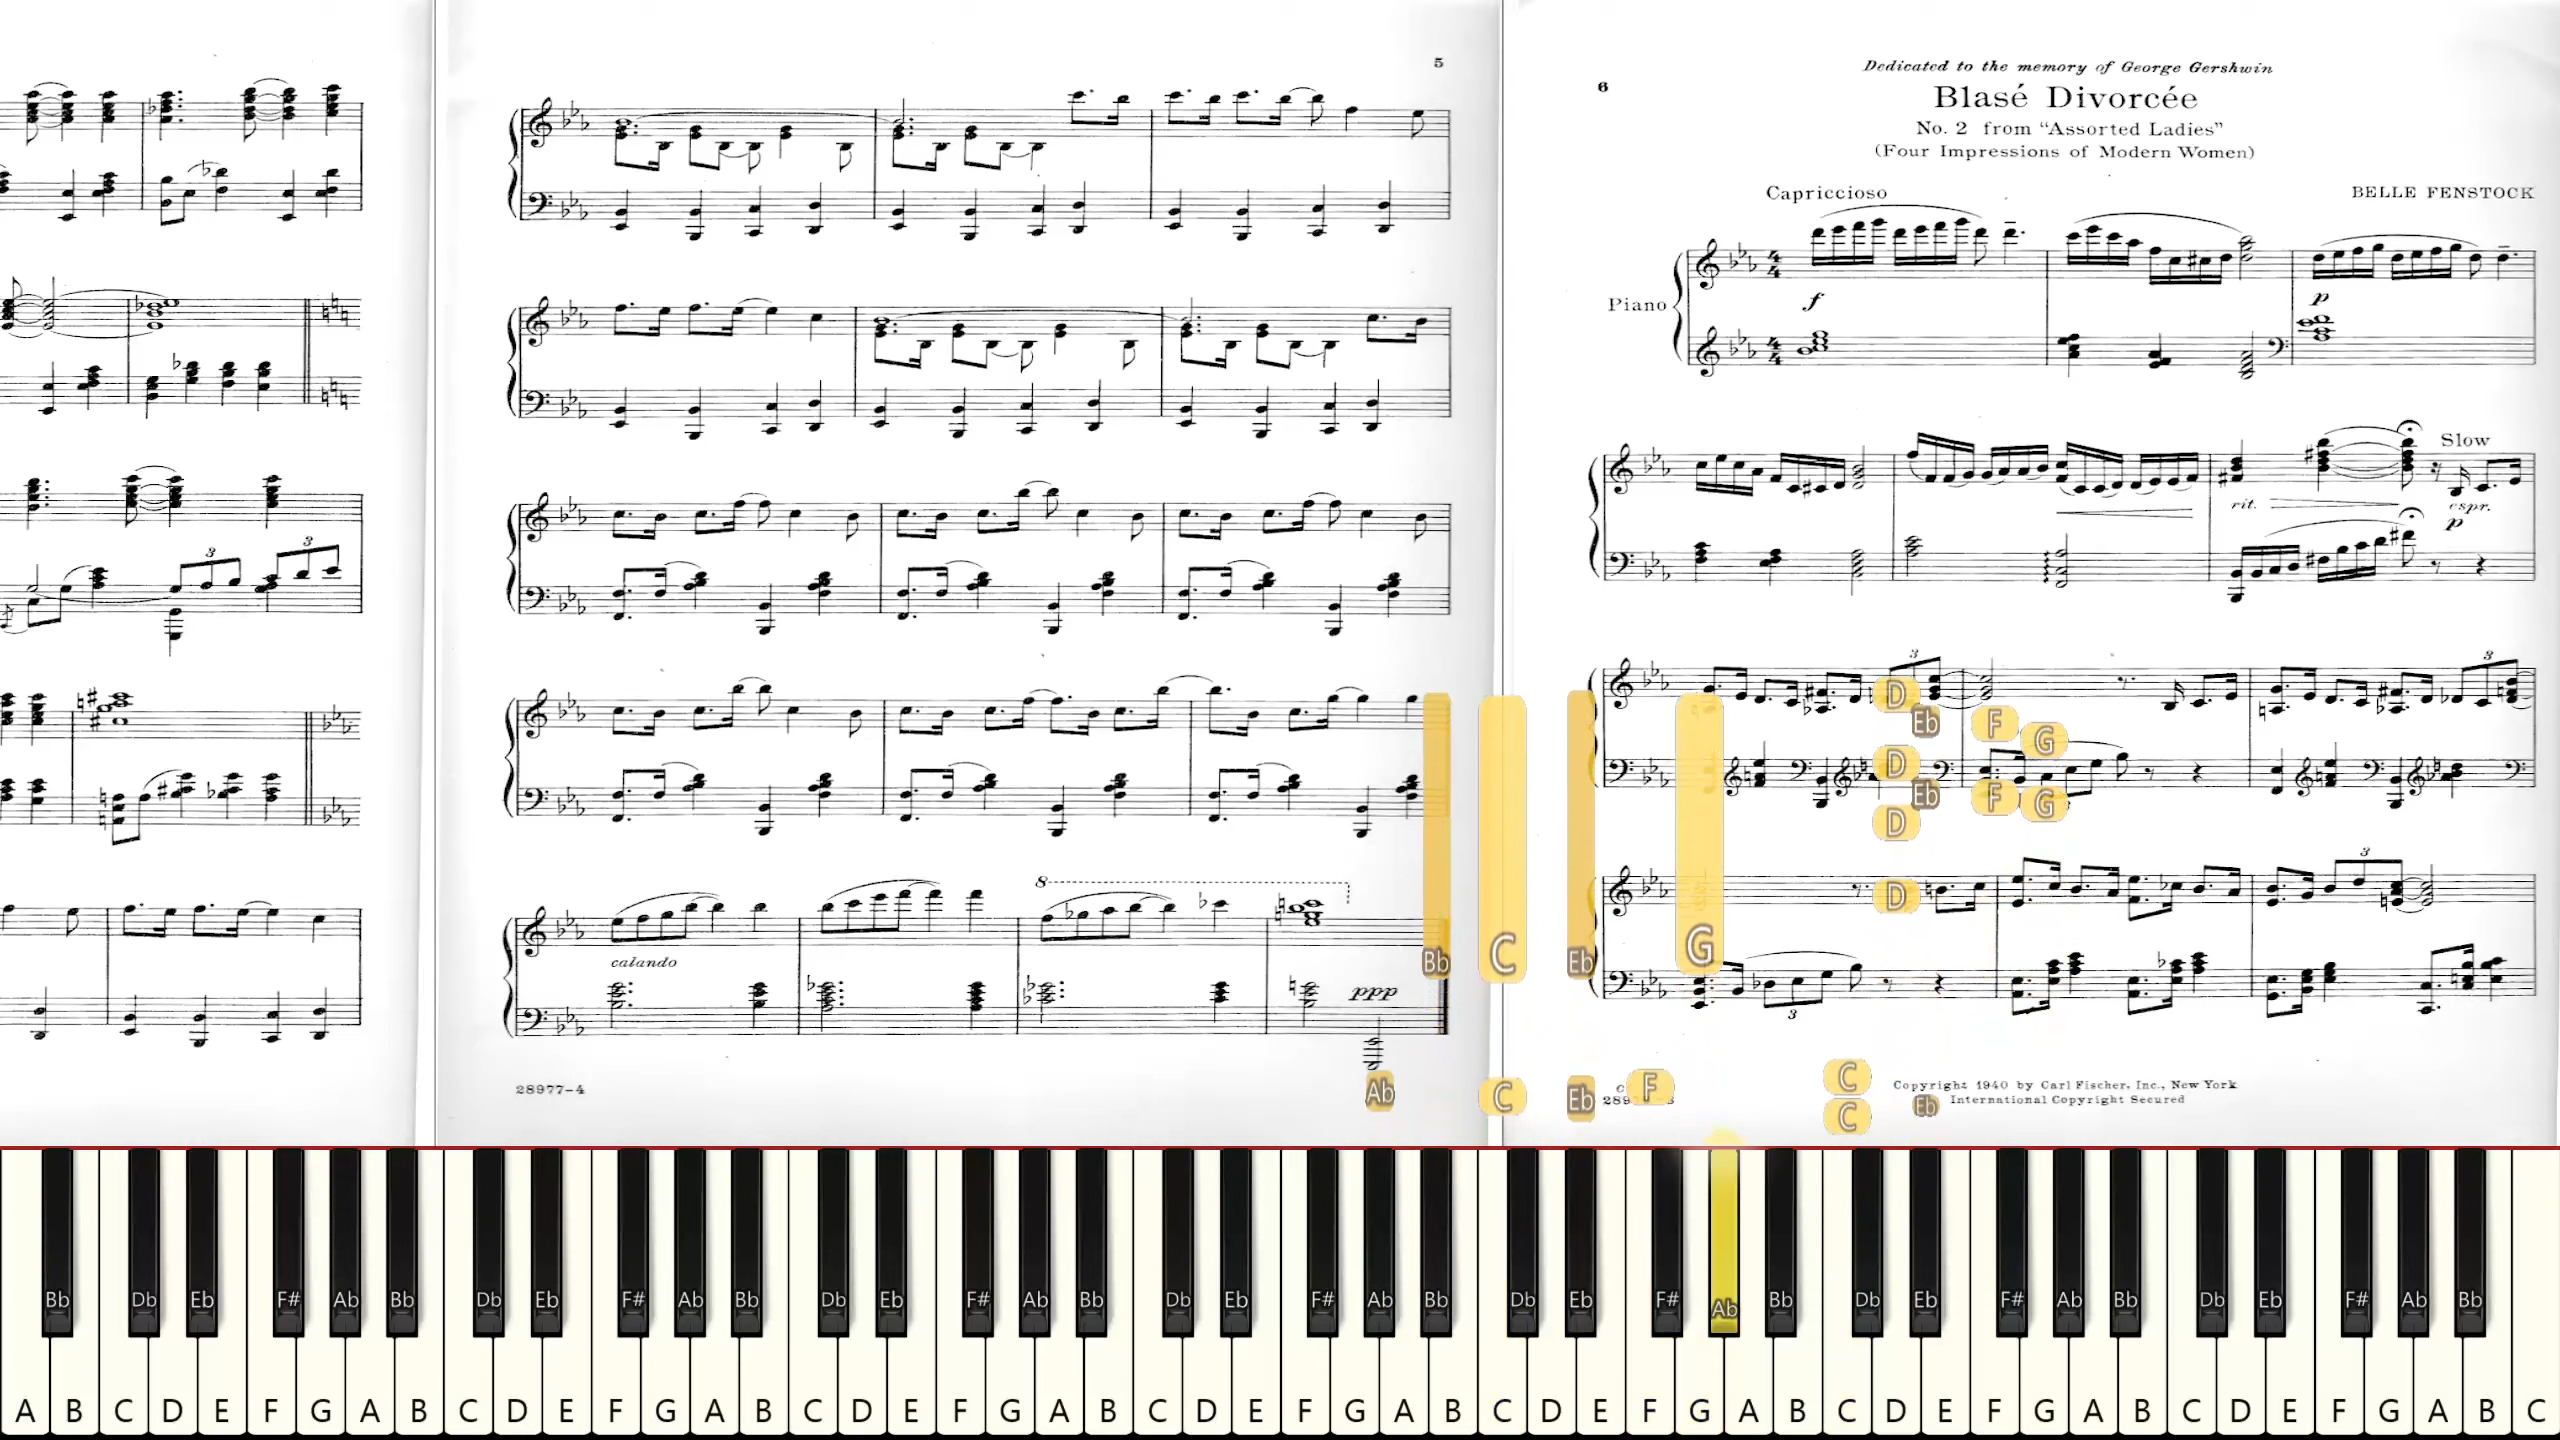 5
calando
8
ppp
28977-4
6
Dedicated to the memory of George Gershwin
Blasé Divorcée
No. 2 from "Assorted Ladies"
(Four Impressions of Modern Women)
Capriccioso
BELLE FENSTOCK
Piano
f
p
rit.
Slow
espr.
p
3
3
3
3
3
3
3
D
Eb
F
G
D
Eb
F
G
D
D
Bb
C
Eb
G
Ab
C
Eb
F
C
C
Eb
Copyright 1940 by Carl Fischer, Inc., New York
International Copyright Secured
Bb Db Eb F# Ab Bb Db Eb F# Ab Bb Db Eb F# Ab Bb Db Eb F# Ab Bb Db Eb F# Ab Bb Db Eb F# Ab Bb Db Eb F# Ab Bb
A B C D E F G A B C D E F G A B C D E F G A B C D E F G A B C D E F G A B C D E F G A B C D E F G A B C